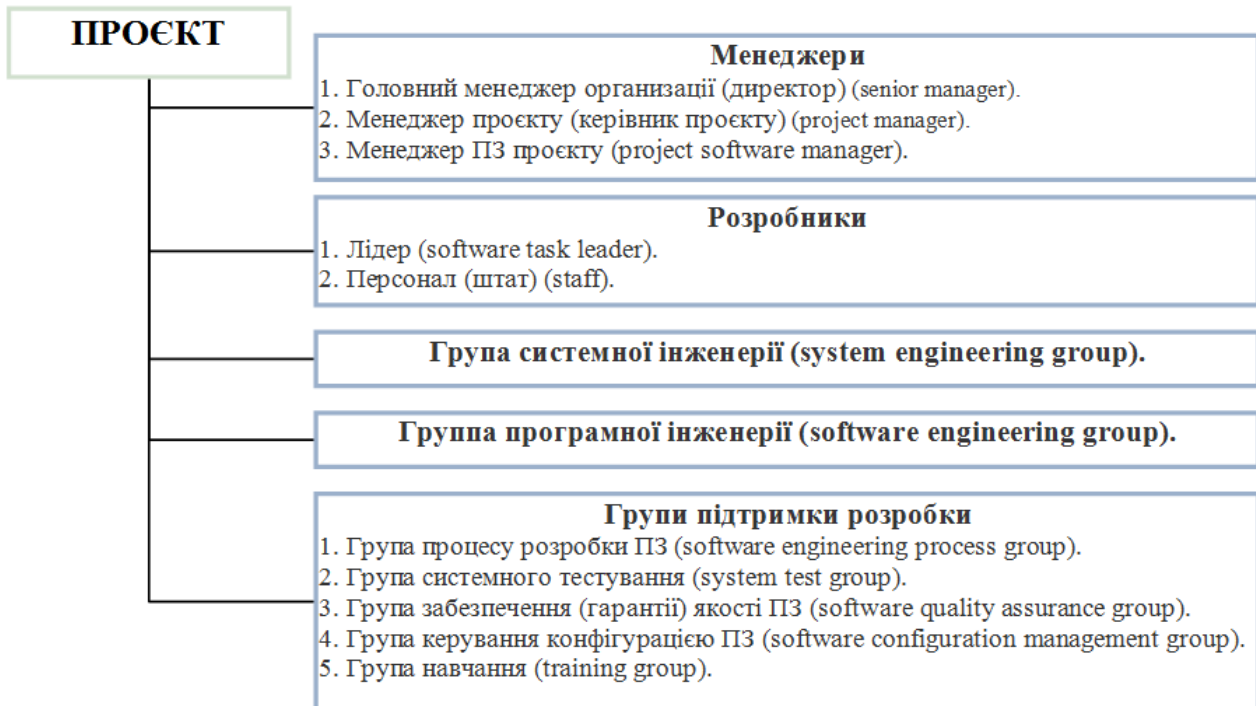 ПРОЄКТ
Менеджери
1. Головний менеджер организації (директор) (senior manager).
2. Менеджер проєкту (керівник проєкту) (project manager).
3. Менеджер ПЗ проєкту (project software manager).
Розробники
1. Лідер (software task leader).
2. Персонал (штат) (staff).
Група системної інженерії (system engineering group).
Группа програмної інженерії (software engineering group).
Групи підтримки розробки
1. Група процесу розробки ПЗ (software engineering process group).
2. Група системного тестування (system test group).
3. Група забезпечення (гарантії) якості ПЗ (software quality assurance group).
4. Група керування конфігурацією ПЗ (software configuration management group).
5. Група навчання (training group).